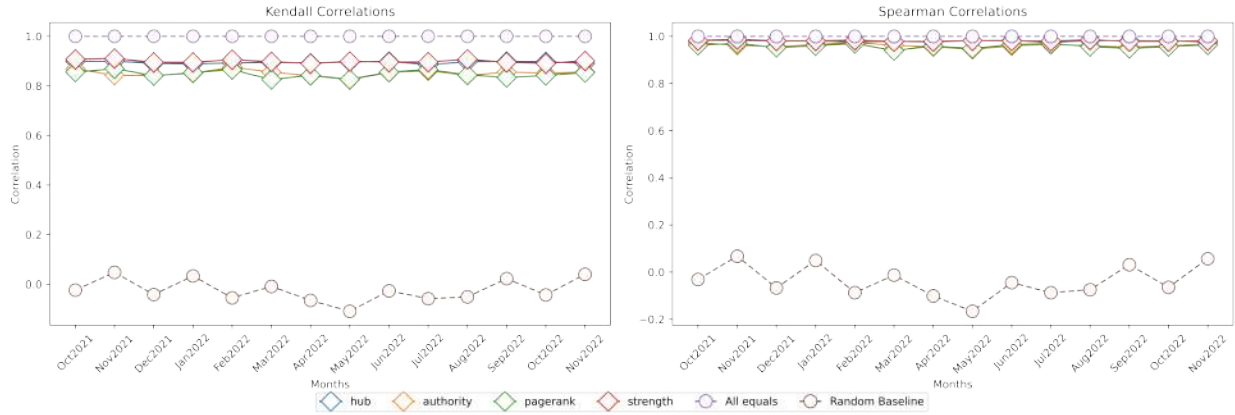 Kendall Correlations
1.0
0.8
0.6
0.4
0.2
0.0
Correlation
Oct2021
Nov2021
Dec2021
Jan2022
Feb2022
Mar2022
Apr2022
May2022
Jun2022
Jul2022
Aug2022
Sep2022
Oct2022
Nov2022
Months
Spearman Correlations
1.0
0.8
0.6
0.4
0.2
0.0
−0.2
Correlation
Oct2021
Nov2021
Dec2021
Jan2022
Feb2022
Mar2022
Apr2022
May2022
Jun2022
Jul2022
Aug2022
Sep2022
Oct2022
Nov2022
Months
hub authority pagerank strength All equals Random Baseline